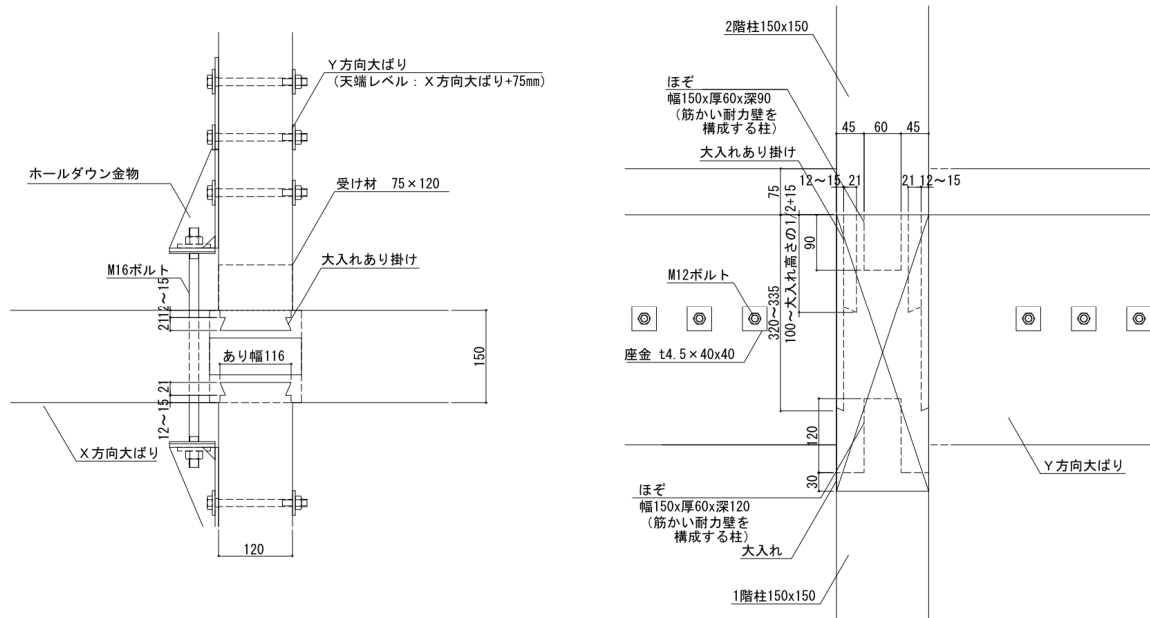 Ｙ方向大ばり
（天端レベル：Ｘ方向大ばり+75mm）
ホールダウン金物
受け材　75×120
大入れあり掛け
M16ボルト
12〜15
21
あり幅116
150
21
12〜15
Ｘ方向大ばり
120
2階柱150x150
ほぞ
幅150x厚60x深90
（筋かい耐力壁を
構成する柱）
45
60
45
大入れあり掛け
12〜15
21
21
12〜15
75
90
100〜大入れ高さの1/2+15
320〜335
M12ボルト
座金 t4.5×40x40
120
30
Ｙ方向大ばり
ほぞ
幅150x厚60x深120
（筋かい耐力壁を
構成する柱）
大入れ
1階柱150x150